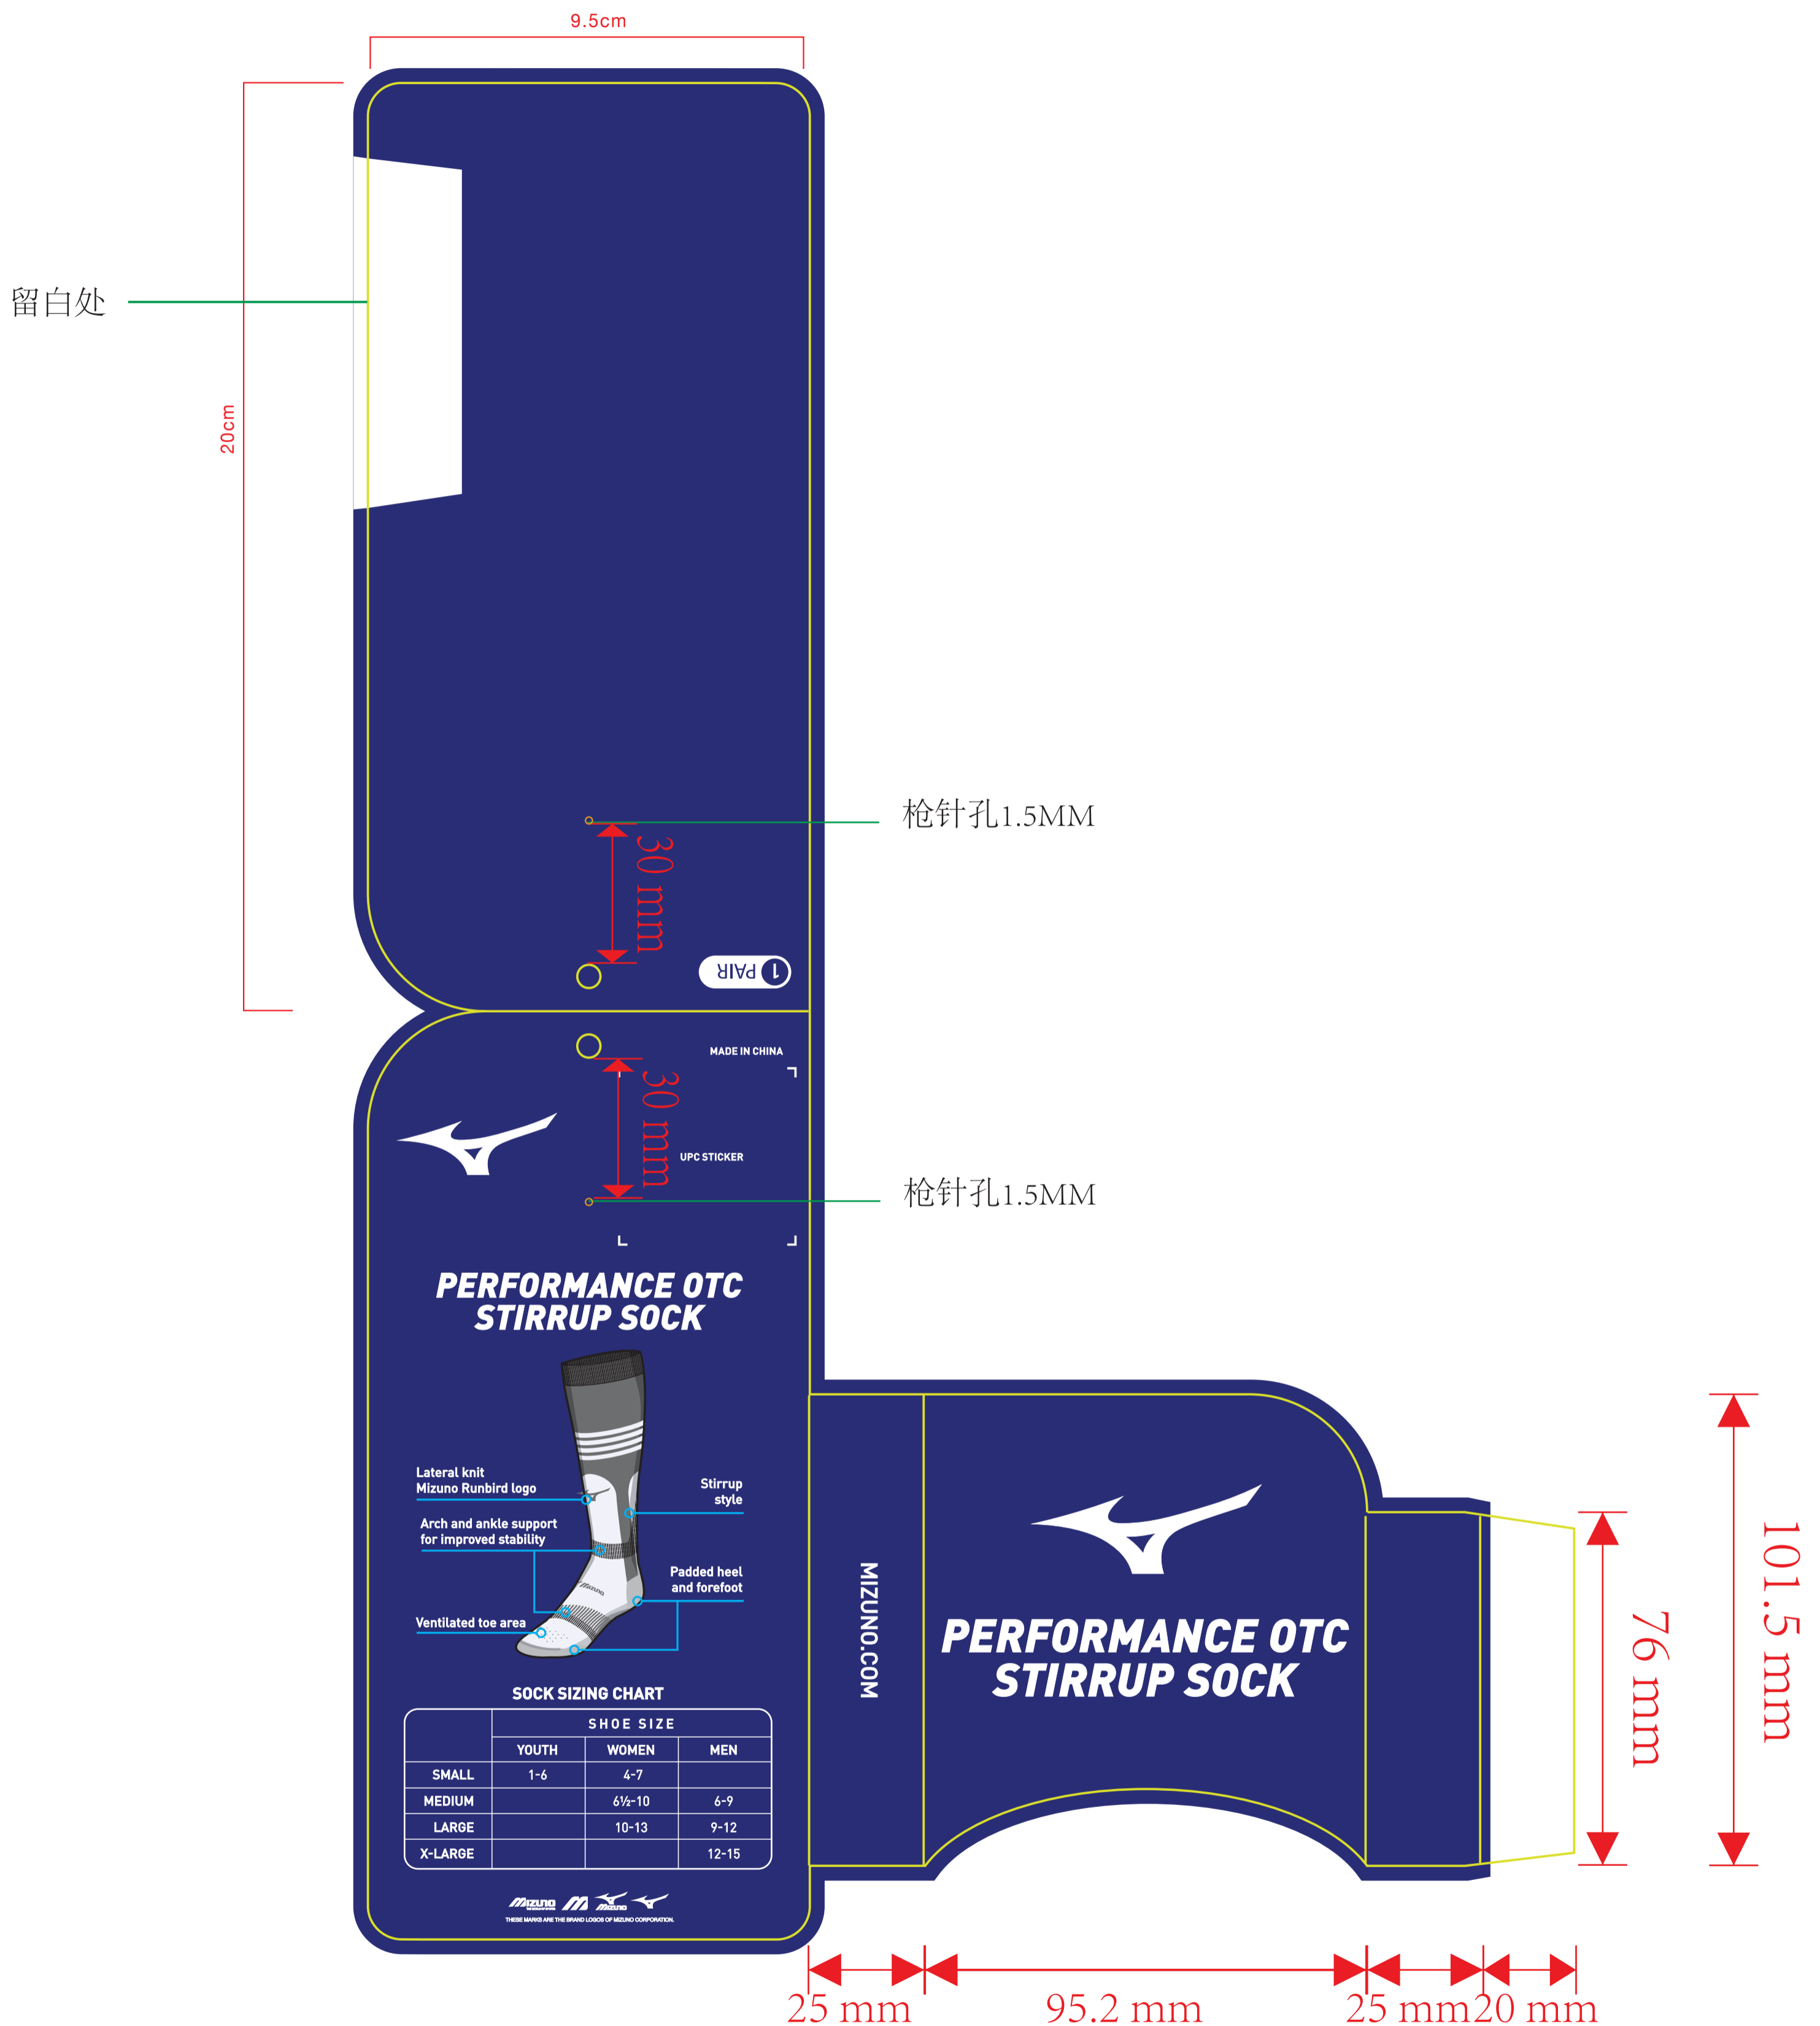 9.5cm
20cm
留白处
枪针孔1.5MM
30 mm
1 PAIR
MADE IN CHINA
30 mm
UPC STICKER
枪针孔1.5MM
PERFORMANCE OTC
STIRRUP SOCK
Lateral knit
Mizuno Runbird logo
Stirrup
style
Arch and ankle support
for improved stability
Padded heel
and forefoot
Mizuno
Ventilated toe area
SOCK SIZING CHART
SHOE SIZE
YOUTH WOMEN MEN
SMALL 1-6 4-7
MEDIUM 6½-10 6-9
LARGE 10-13 9-12
X-LARGE 12-15
MIZUNO MIZUNO
THESE MARKS ARE THE BRAND LOGOS OF MIZUNO CORPORATION.
MIZUNO.COM
PERFORMANCE OTC
STIRRUP SOCK
76 mm
101.5 mm
25 mm 95.2 mm 25 mm 20 mm